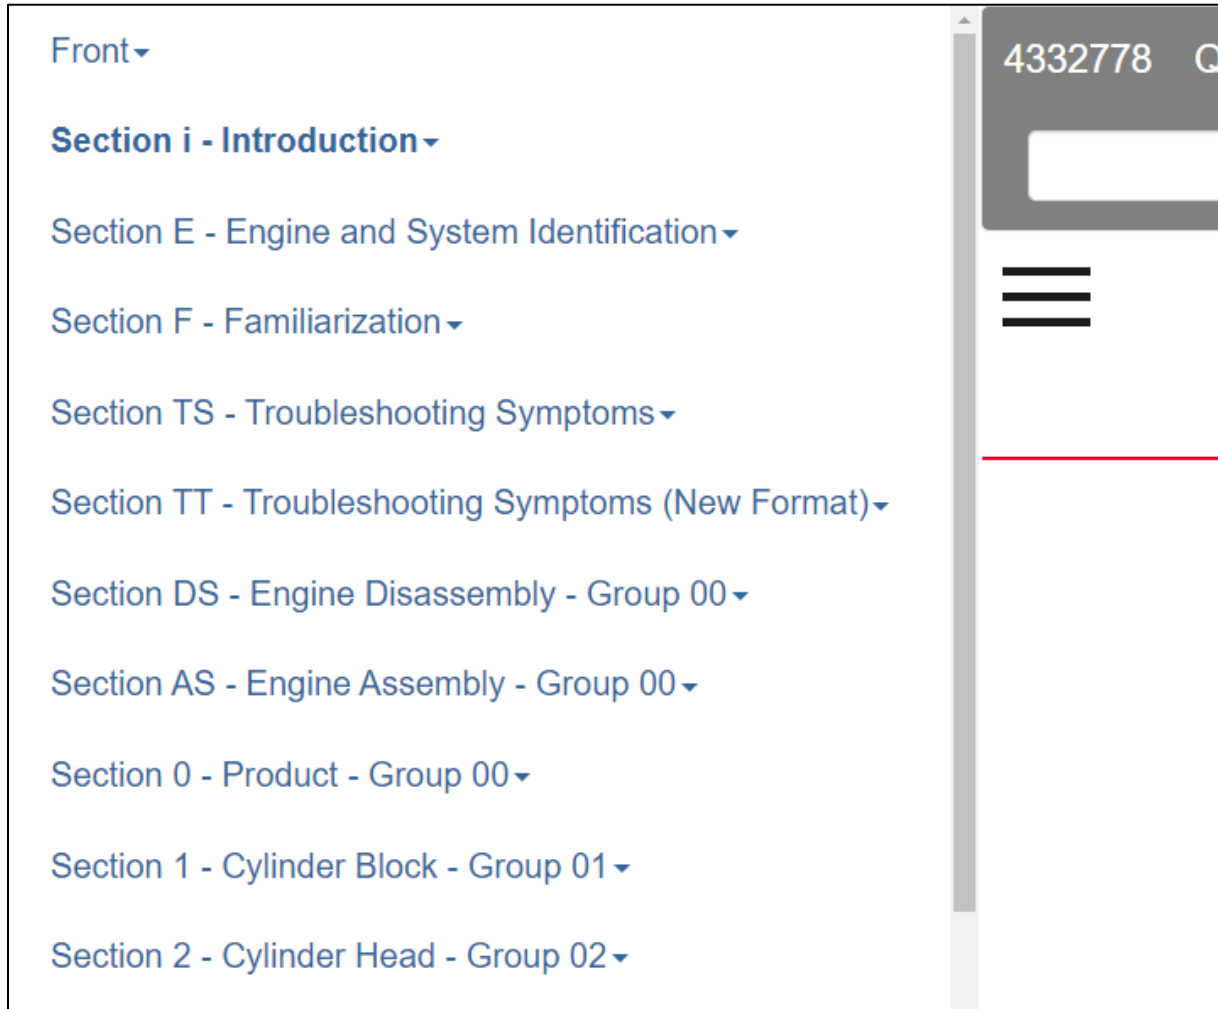 Front
Section i - Introduction
Section E - Engine and System Identification
Section F - Familiarization
Section TS - Troubleshooting Symptoms
Section TT - Troubleshooting Symptoms (New Format)
Section DS - Engine Disassembly - Group 00
Section AS - Engine Assembly - Group 00
Section 0 - Product - Group 00
Section 1 - Cylinder Block - Group 01
Section 2 - Cylinder Head - Group 02
4332778